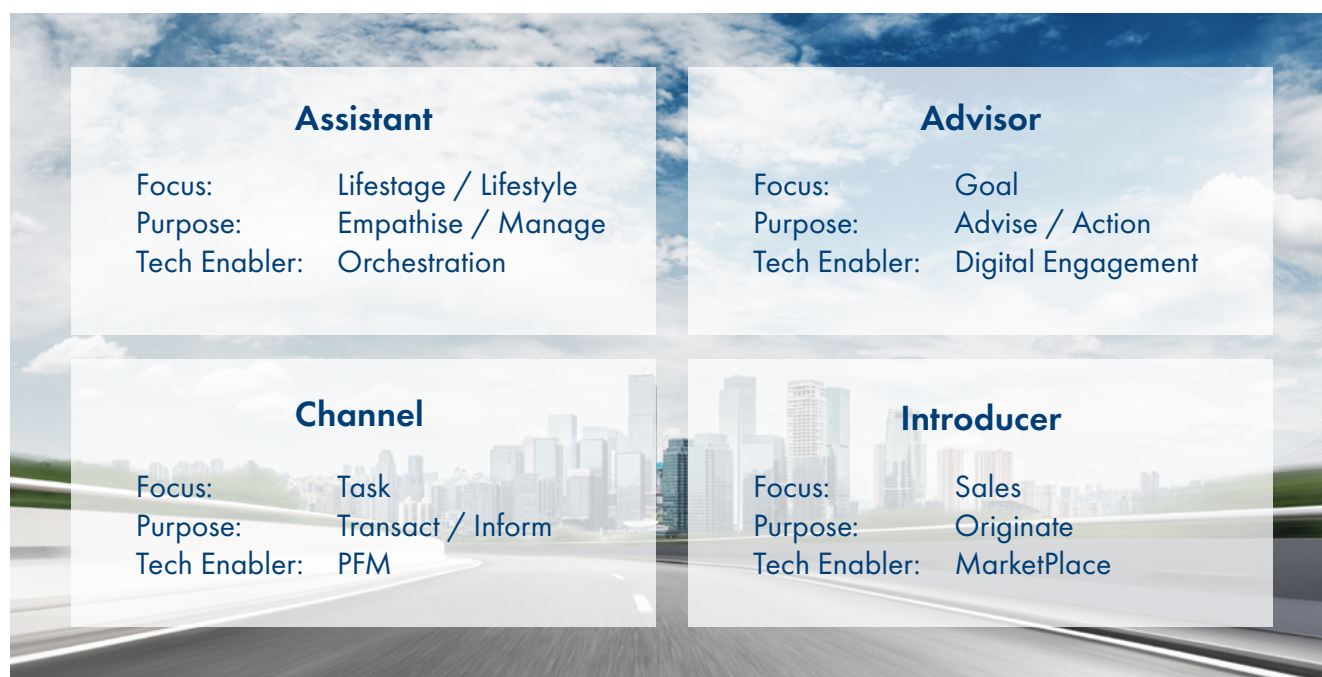 Assistant
Focus: Lifestage / Lifestyle
Purpose: Empathise / Manage
Tech Enabler: Orchestration
Advisor
Focus: Goal
Purpose: Advise / Action
Tech Enabler: Digital Engagement
Channel
Focus: Task
Purpose: Transact / Inform
Tech Enabler: PFM
Introducer
Focus: Sales
Purpose: Originate
Tech Enabler: MarketPlace